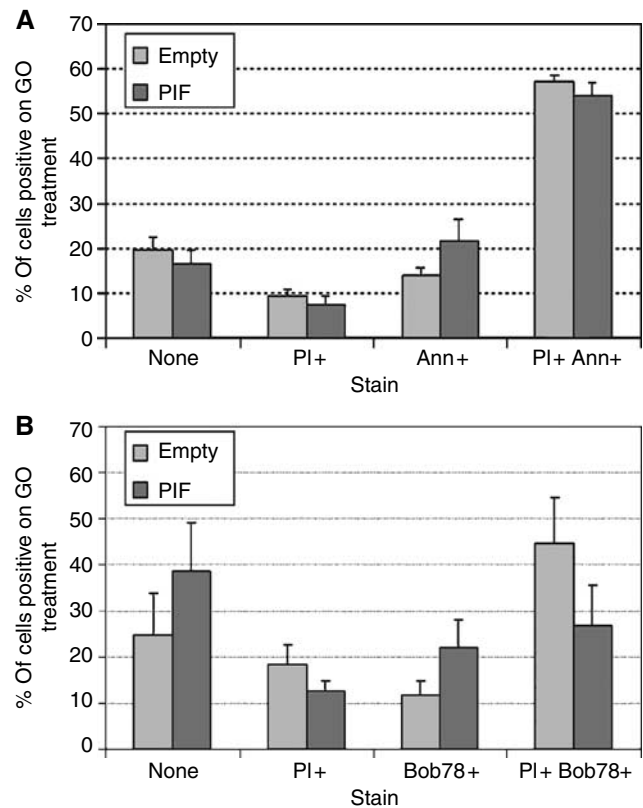 A
% Of cells positive on GO
treatment
70
60
50
40
30
20
10
0
Empty
PIF
None
PI+
Ann+
PI+ Ann+
Stain
B
% Of cells positive on GO
treatment
70
60
50
40
30
20
10
0
Empty
PIF
None
PI+
Bob78+
PI+ Bob78+
Stain